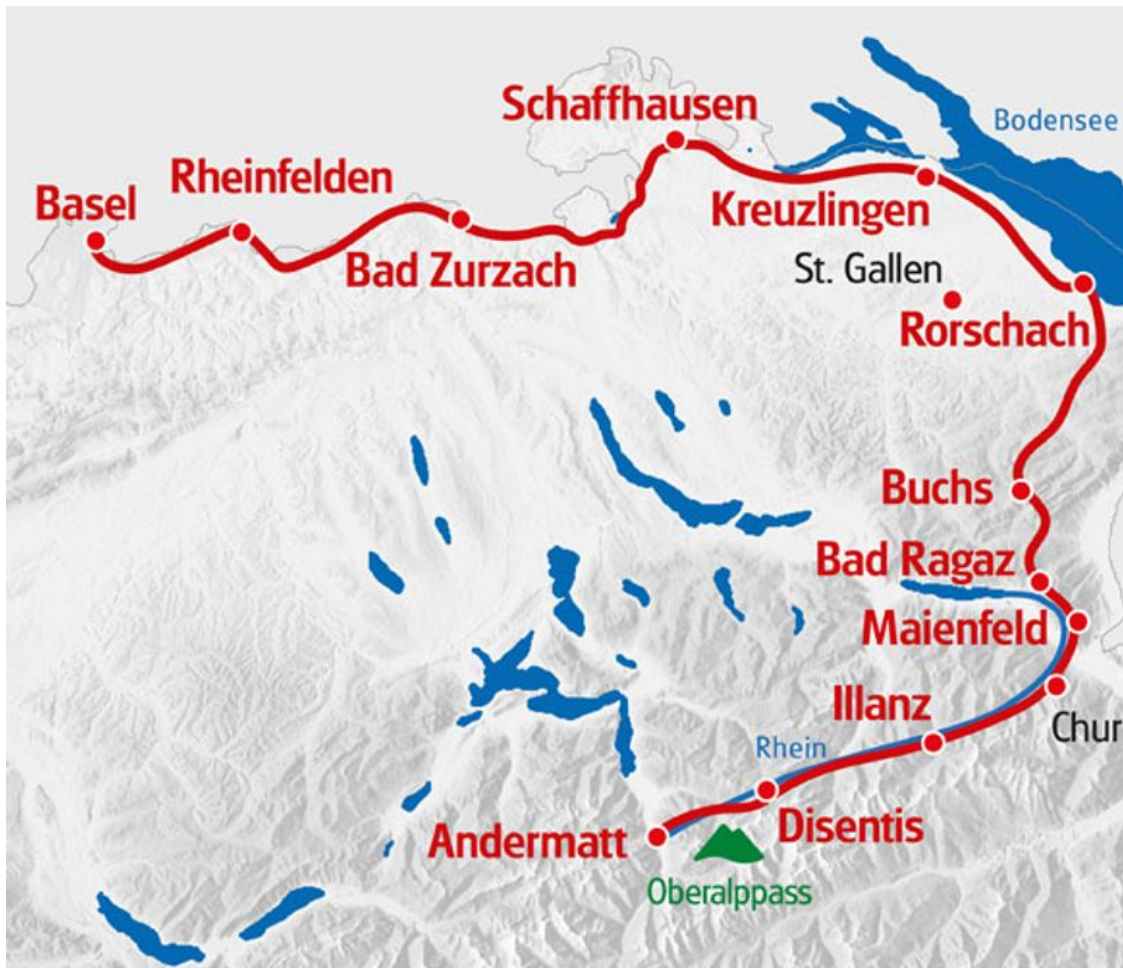 Schaffhausen
Bodensee
Rheinfelden
Basel
Kreuzlingen
Bad Zurzach
St. Gallen
Rorschach
Buchs
Bad Ragaz
Maienfeld
Illanz
Chur
Rhein
Disentis
Andermatt
Oberalppass